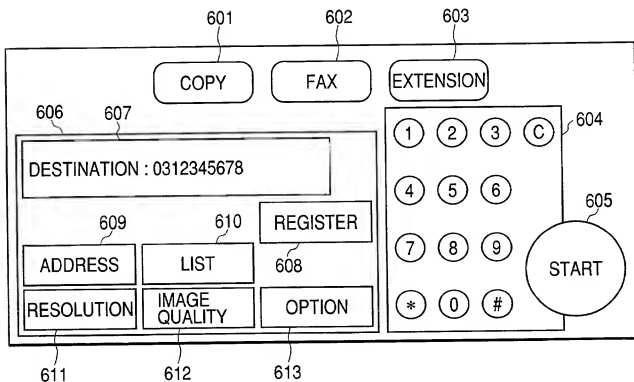 601 602 603
COPY FAX EXTENSION
606 607
1 2 3 C 604
DESTINATION : 0312345678
4 5 6
609 610 REGISTER 605
608
7 8 9
ADDRESS LIST START
RESOLUTION IMAGE QUALITY OPTION
* 0 #
611 612 613